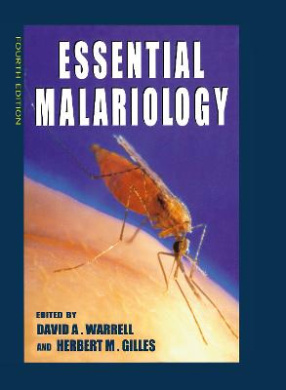 FOURTH EDITION
ESSENTIAL
MALARIOLOGY
EDITED BY
DAVID A. WARRELL
AND HERBERT M. GILLES